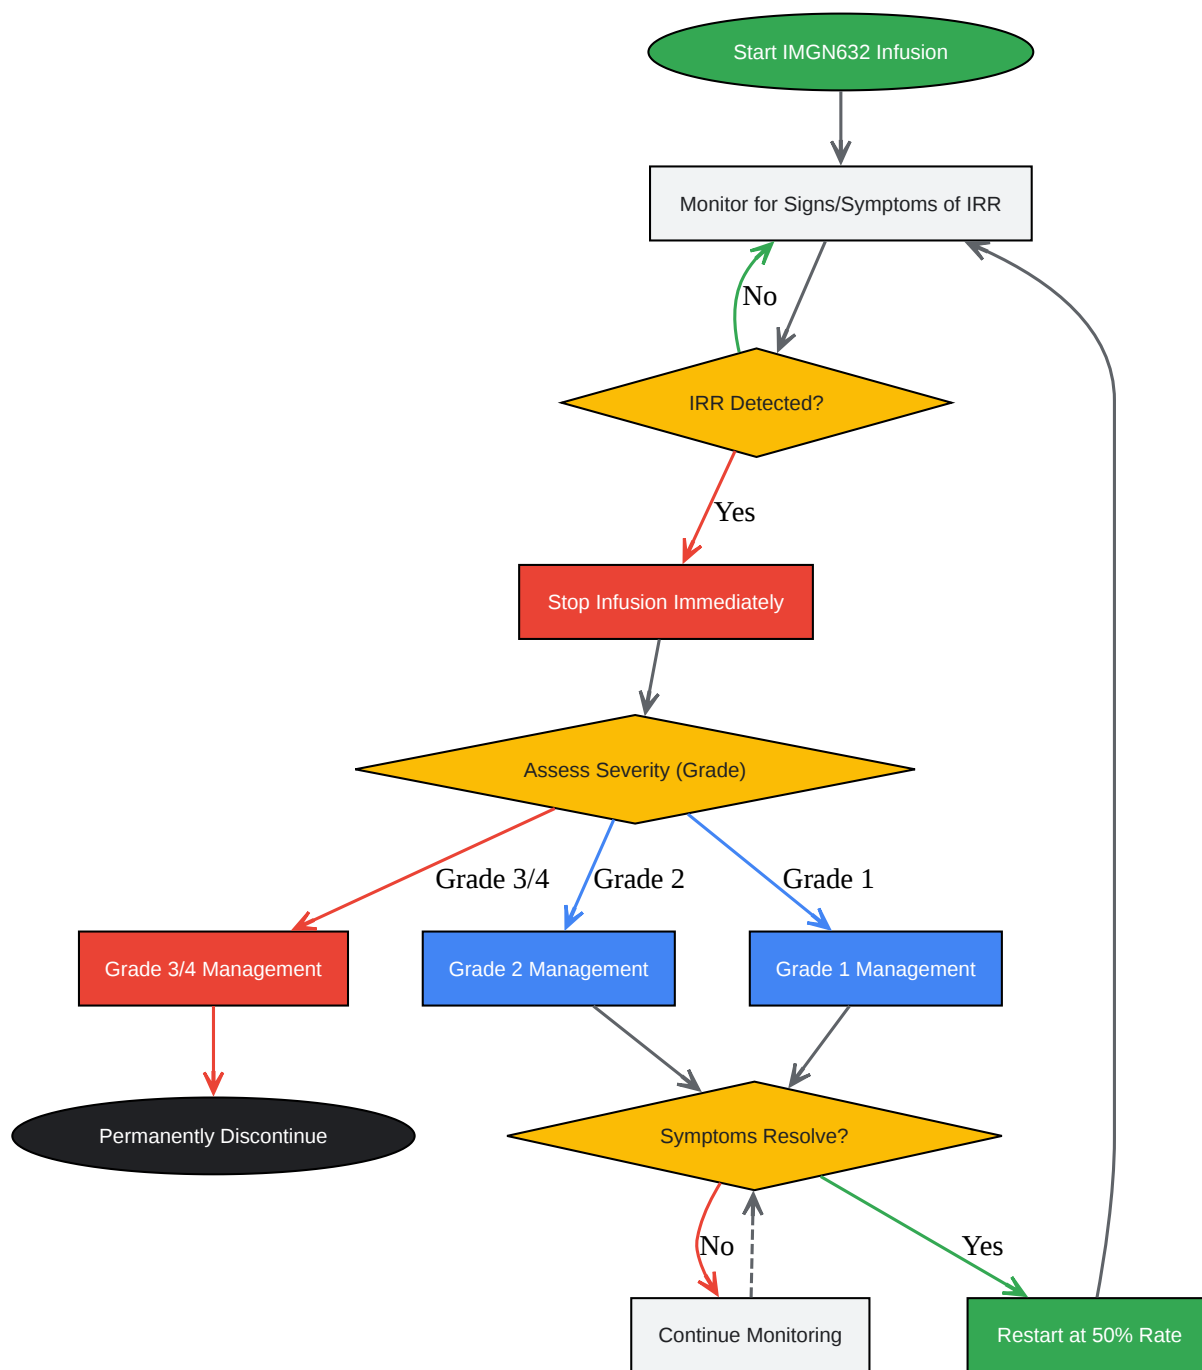 Start IMGN632 Infusion
Monitor for Signs/Symptoms of IRR
No
IRR Detected?
Yes
Stop Infusion Immediately
Assess Severity (Grade)
Grade 3/4
Grade 2
Grade 1
Grade 3/4 Management
Grade 2 Management
Grade 1 Management
Permanently Discontinue
Symptoms Resolve?
No
Yes
Continue Monitoring
Restart at 50% Rate